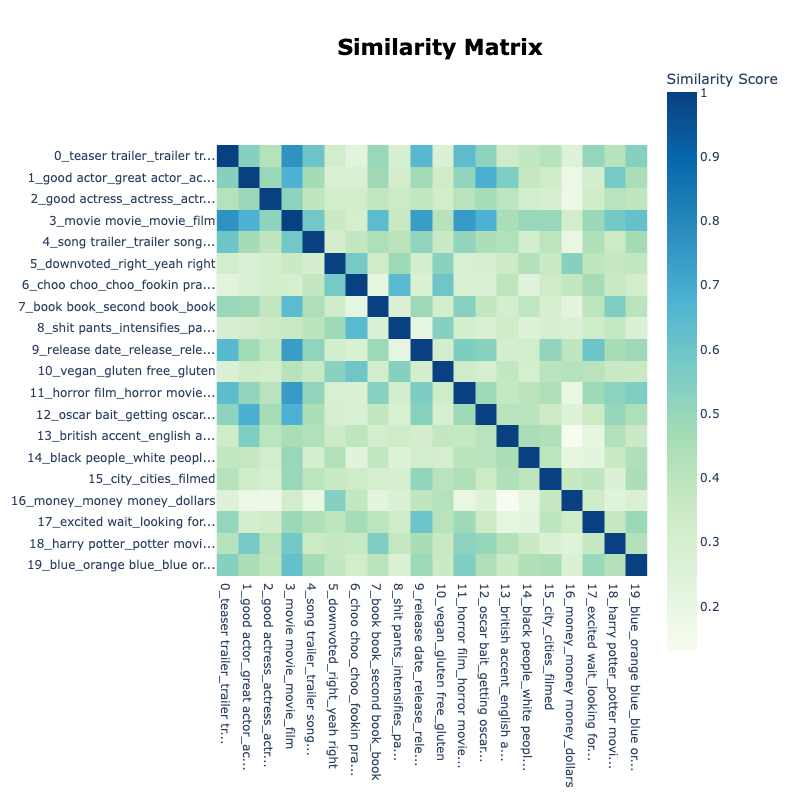 Similarity Matrix
Similarity Score
1
0.9
0.8
0.7
0.6
0.5
0.4
0.3
0.2
0_teaser trailer_trailer tr...
1_good actor_great actor_ac...
2_good actress_actress_actr...
3_movie movie_movie_film
4_song trailer_trailer song...
5_downvoted_right_yeah right
6_choo choo_choo_fookin pra...
7_book book_second book_book
8_shit pants_intensifies_pa...
9_release date_release_rele...
10_vegan_gluten free_gluten
11_horror film_horror movie...
12_oscar bait_getting oscar...
13_british accent_english a...
14_black people_white peopl...
15_city_cities_filmed
16_money_money money_dollars
17_excited wait_looking for...
18_harry potter_potter movi...
19_blue_orange blue_blue or...
0_teaser trailer_trailer tr...
1_good actor_great actor_ac...
2_good actress_actress_actr...
3_movie movie_movie_film
4_song trailer_trailer song...
5_downvoted_right_yeah right
6_choo choo_choo_fookin pra...
7_book book_second book_book
8_shit pants_intensifies_pa...
9_release date_release_rele...
10_vegan_gluten free_gluten
11_horror film_horror movie...
12_oscar bait_getting oscar...
13_british accent_english a...
14_black people_white peopl...
15_city_cities_filmed
16_money_money money_dollars
17_excited wait_looking for...
18_harry potter_potter movi...
19_blue_orange blue_blue or...